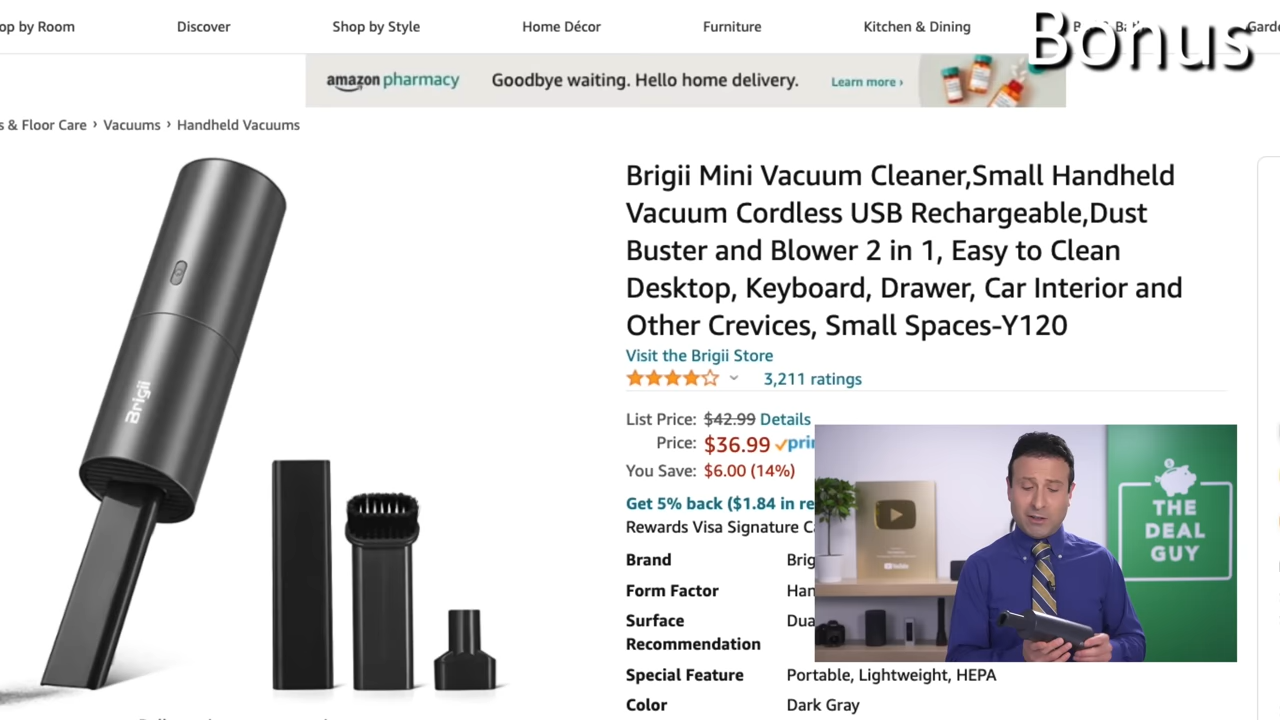 op by Room
Discover
Shop by Style
Home Décor
Furniture
Kitchen & Dining
Bonus
amazon pharmacy
Goodbye waiting. Hello home delivery.
Learn more ›
s & Floor Care › Vacuums › Handheld Vacuums
Brigii Mini Vacuum Cleaner,Small Handheld
Vacuum Cordless USB Rechargeable,Dust
Buster and Blower 2 in 1, Easy to Clean
Desktop, Keyboard, Drawer, Car Interior and
Other Crevices, Small Spaces-Y120
Visit the Brigii Store
3,211 ratings
List Price: $42.99 Details
Price: $36.99 prin
You Save: $6.00 (14%)
Get 5% back ($1.84 in re
Rewards Visa Signature C
Brand Brig
Form Factor Han
Surface Dua
Recommendation
Special Feature Portable, Lightweight, HEPA
Color Dark Gray
Brigii
THE
DEAL
GUY
YouTube